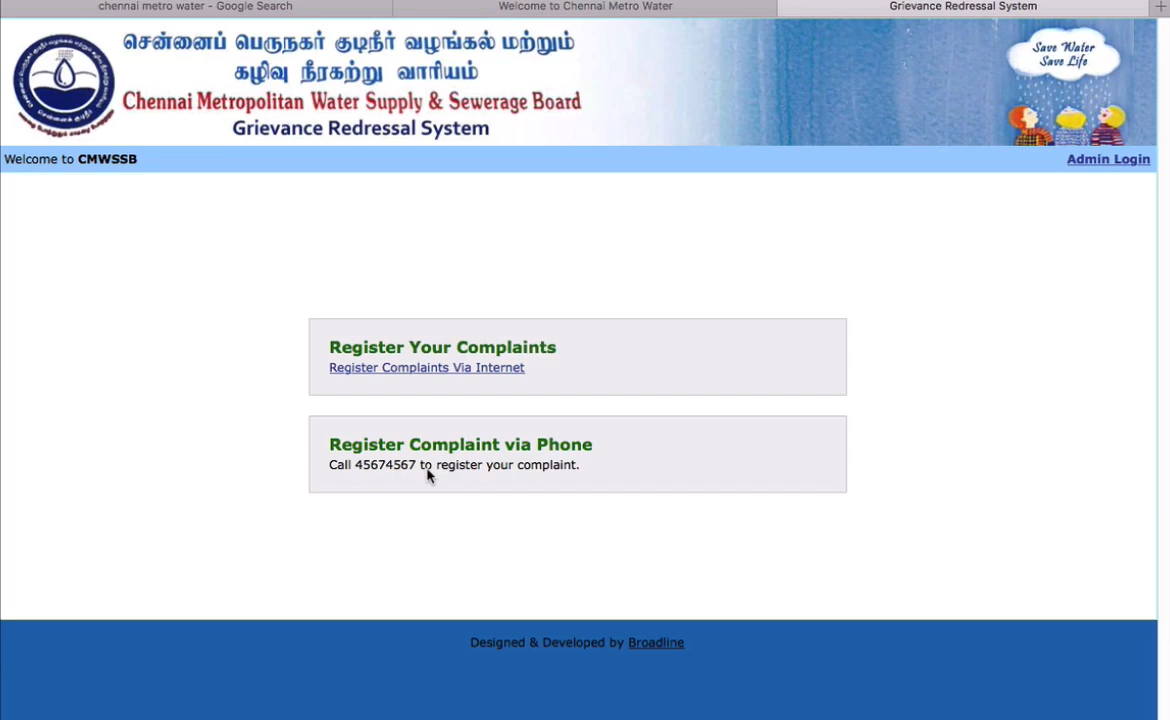 chennai metro water - Google Search
Welcome to Chennai Metro Water
Grievance Redressal System
சென்னைப் பெருநகர் குடிநீர் வழங்கல் மற்றும்
கழிவு நீரகற்று வாரியம்
Chennai Metropolitan Water Supply & Sewerage Board
Grievance Redressal System
Save Water
Save Life
Welcome to CMWSSB
Admin Login
Register Your Complaints
Register Complaints Via Internet
Register Complaint via Phone
Call 45674567 to register your complaint.
Designed & Developed by Broadline